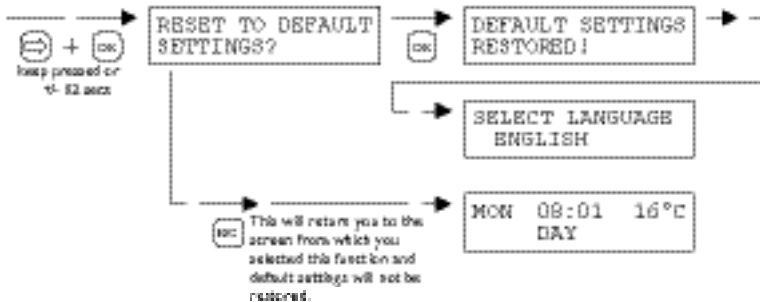 RESET TO DEFAULT
SETTINGS?
DEFAULT SETTINGS
RESTORED!
+
OK
OK
keep pressed or
secs
SELECT LANGUAGE
ENGLISH
MON 08:01 16°C
DAY
ESC
This will return you to the
screen from which you
selected this function and
default settings will not be
restored.